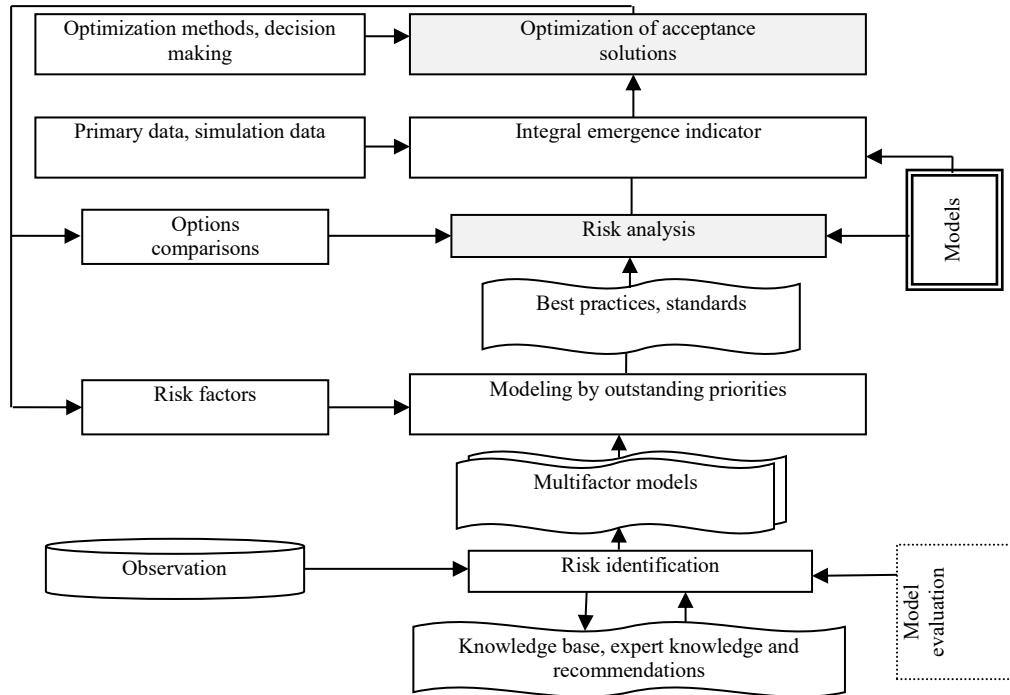 Optimization methods, decision
making
Optimization of acceptance
solutions
Primary data, simulation data
Integral emergence indicator
Models
Options
comparisons
Risk analysis
Best practices, standards
Risk factors
Modeling by outstanding priorities
Multifactor models
Observation
Risk identification
Model
evaluation
Knowledge base, expert knowledge and
recommendations